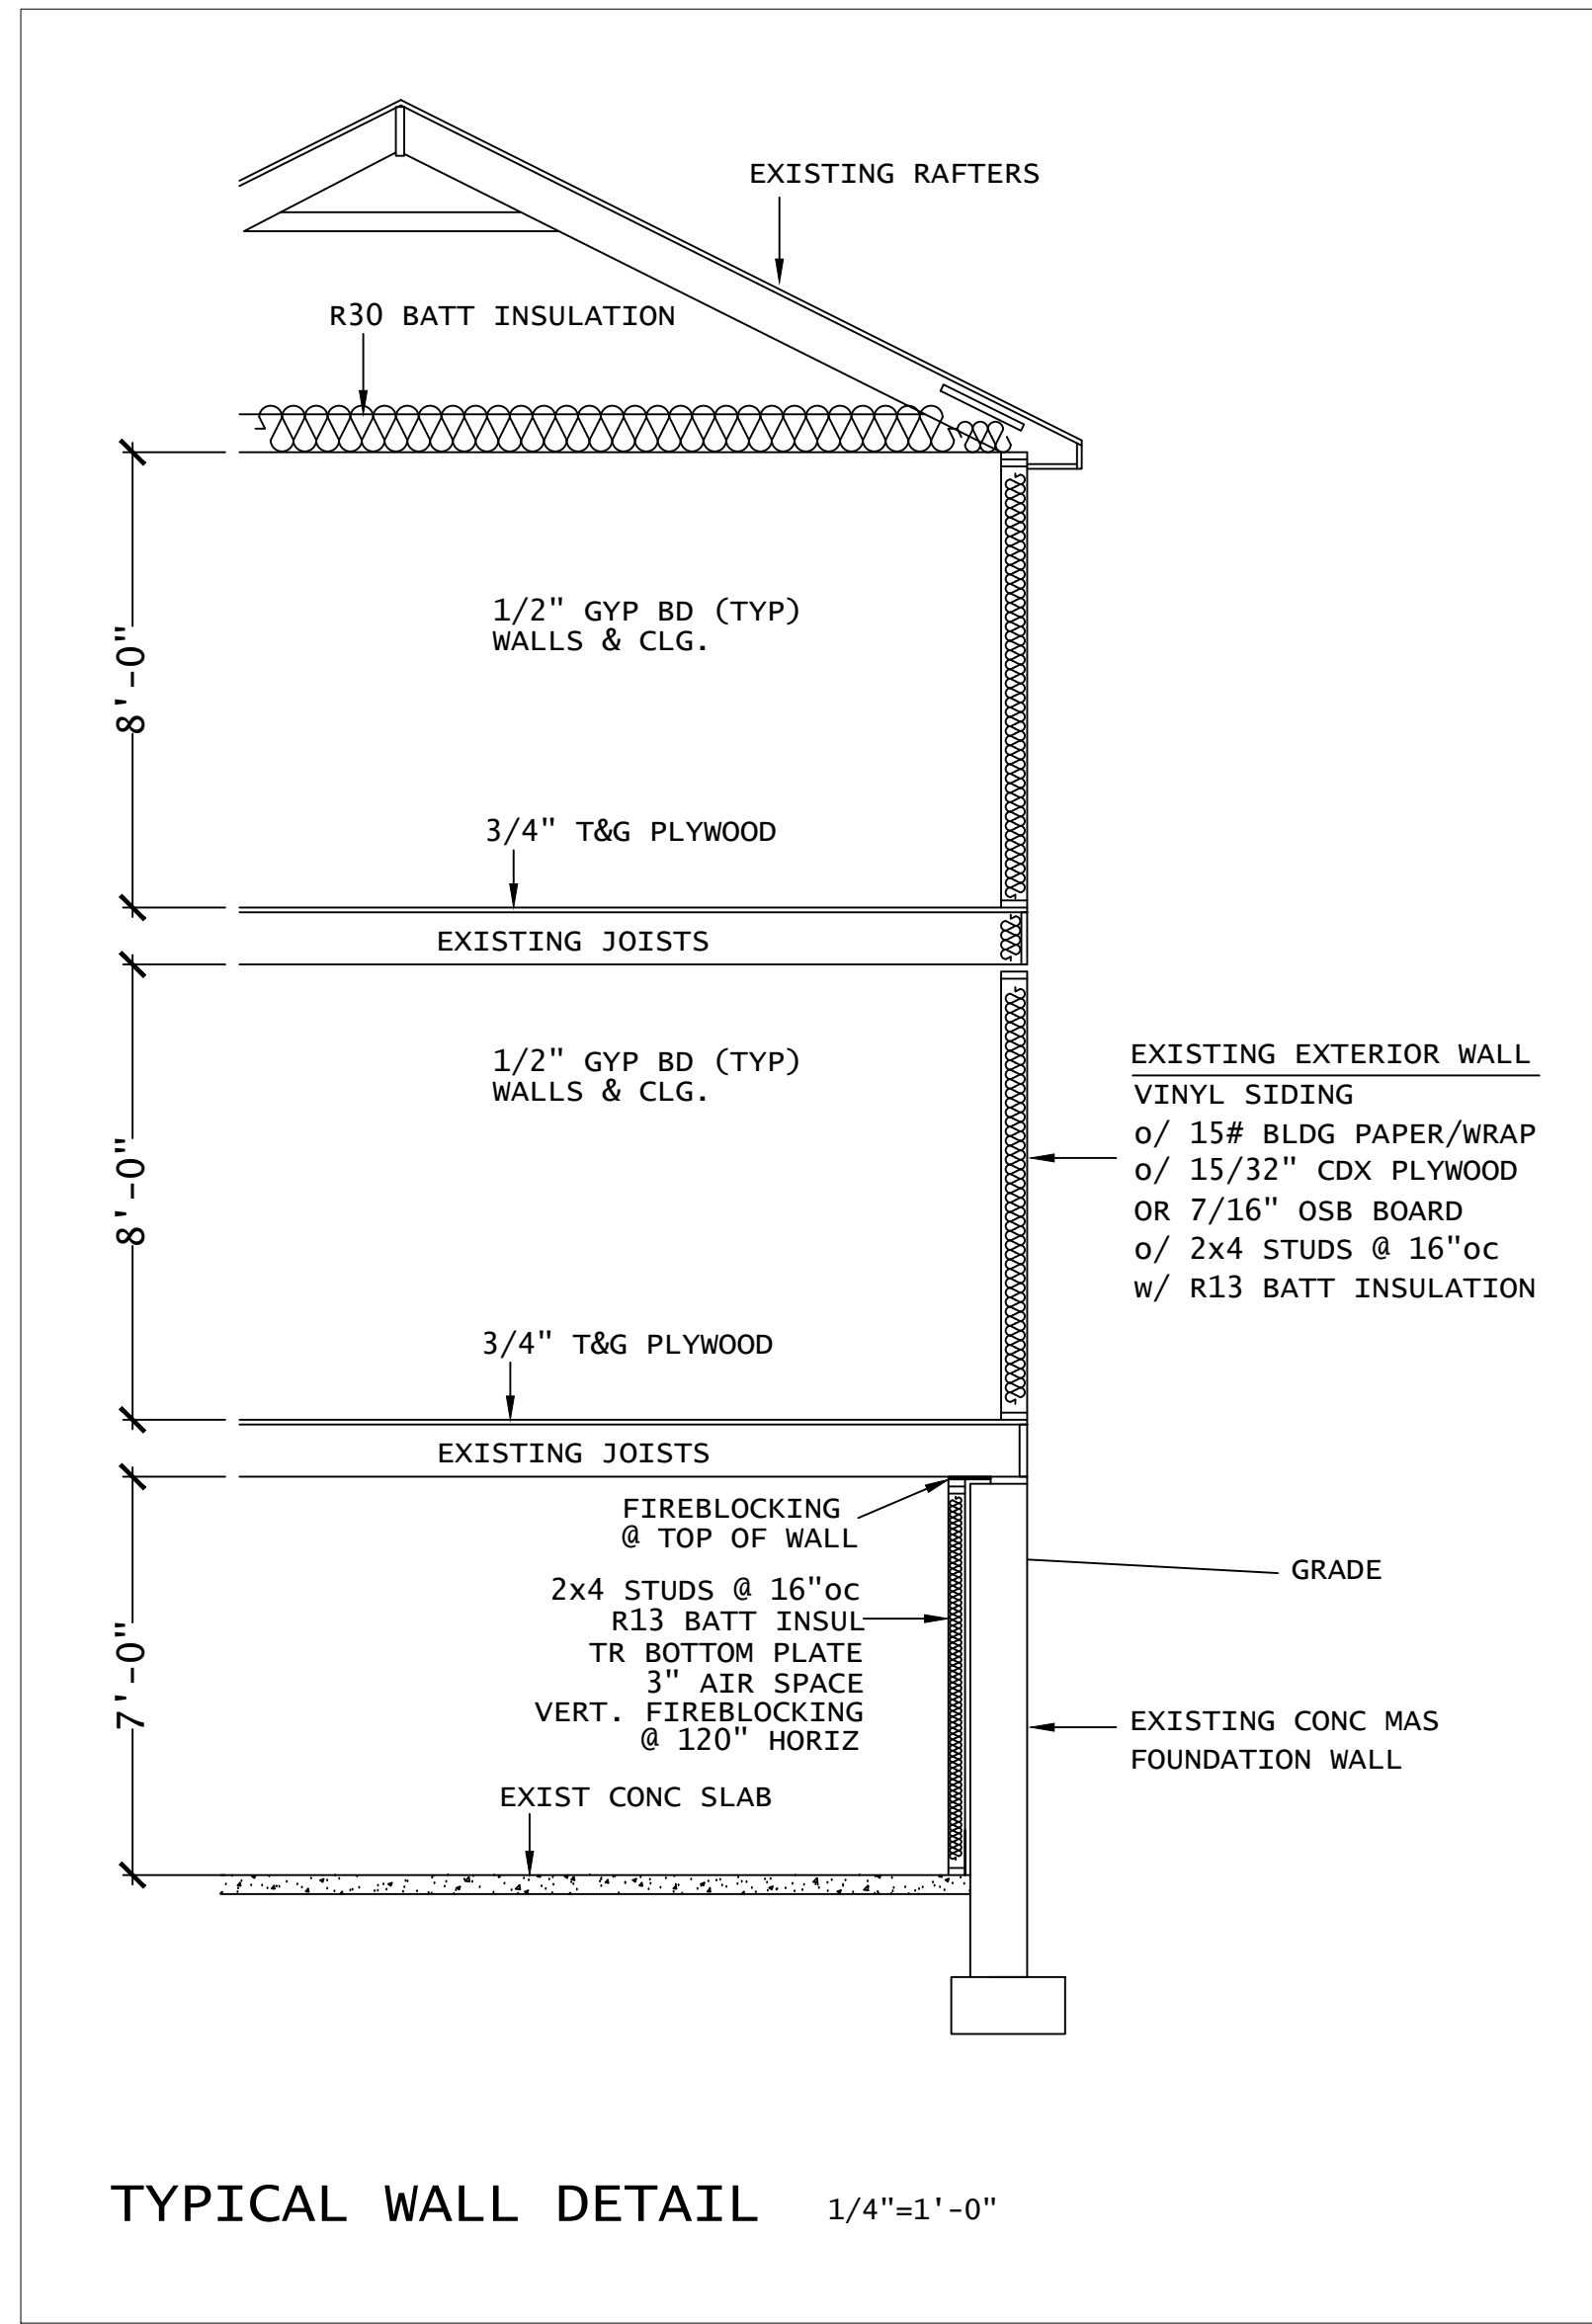 EXISTING RAFTERS
R30 BATT INSULATION
8'-0"
1/2" GYP BD (TYP)
WALLS & CLG.
3/4" T&G PLYWOOD
EXISTING JOISTS
8'-0"
1/2" GYP BD (TYP)
WALLS & CLG.
EXISTING EXTERIOR WALL
VINYL SIDING
o/ 15# BLDG PAPER/WRAP
o/ 15/32" CDX PLYWOOD
OR 7/16" OSB BOARD
o/ 2x4 STUDS @ 16"oc
w/ R13 BATT INSULATION
3/4" T&G PLYWOOD
EXISTING JOISTS
7'-0"
FIREBLOCKING
@ TOP OF WALL
GRADE
2x4 STUDS @ 16"oc
R13 BATT INSUL
TR BOTTOM PLATE
3" AIR SPACE
VERT. FIREBLOCKING
@ 120" HORIZ
EXISTING CONC MAS
FOUNDATION WALL
EXIST CONC SLAB
TYPICAL WALL DETAIL 1/4"=1'-0"